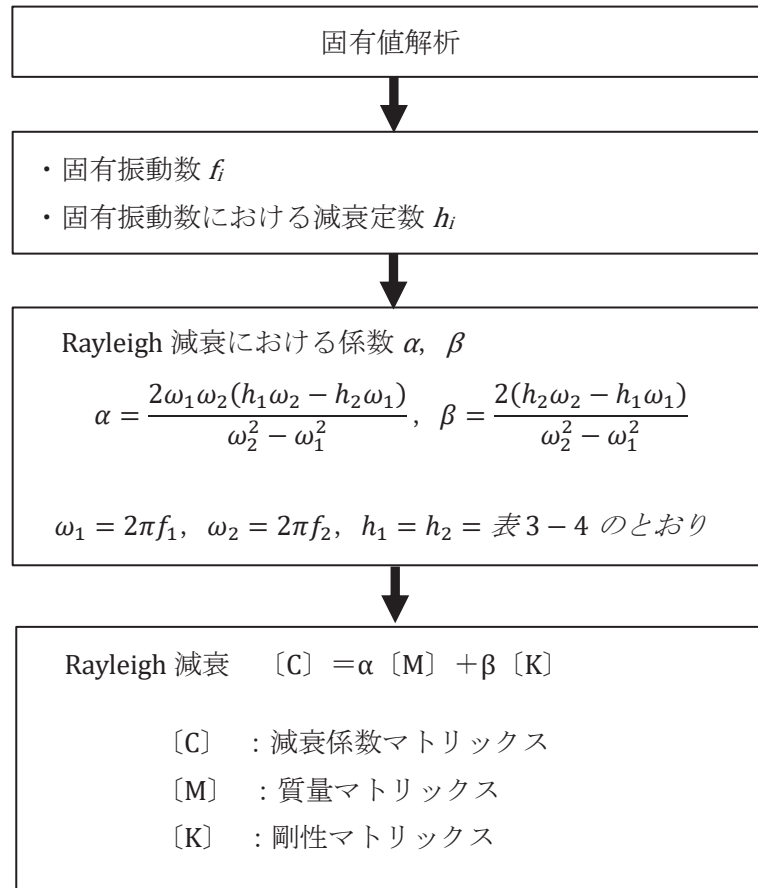 固有値解析
・固有振動数 fᵢ
・固有振動数における減衰定数 hᵢ
Rayleigh 減衰における係数 α, β
α = 2ω₁ω₂(h₁ω₂ − h₂ω₁) / ω₂² − ω₁², β = 2(h₂ω₂ − h₁ω₁) / ω₂² − ω₁²
ω₁ = 2πf₁, ω₂ = 2πf₂, h₁ = h₂ = 表 3 − 4 のとおり
Rayleigh 減衰 〔C〕＝α〔M〕＋β〔K〕
〔C〕 ：減衰係数マトリックス
〔M〕 ：質量マトリックス
〔K〕 ：剛性マトリックス